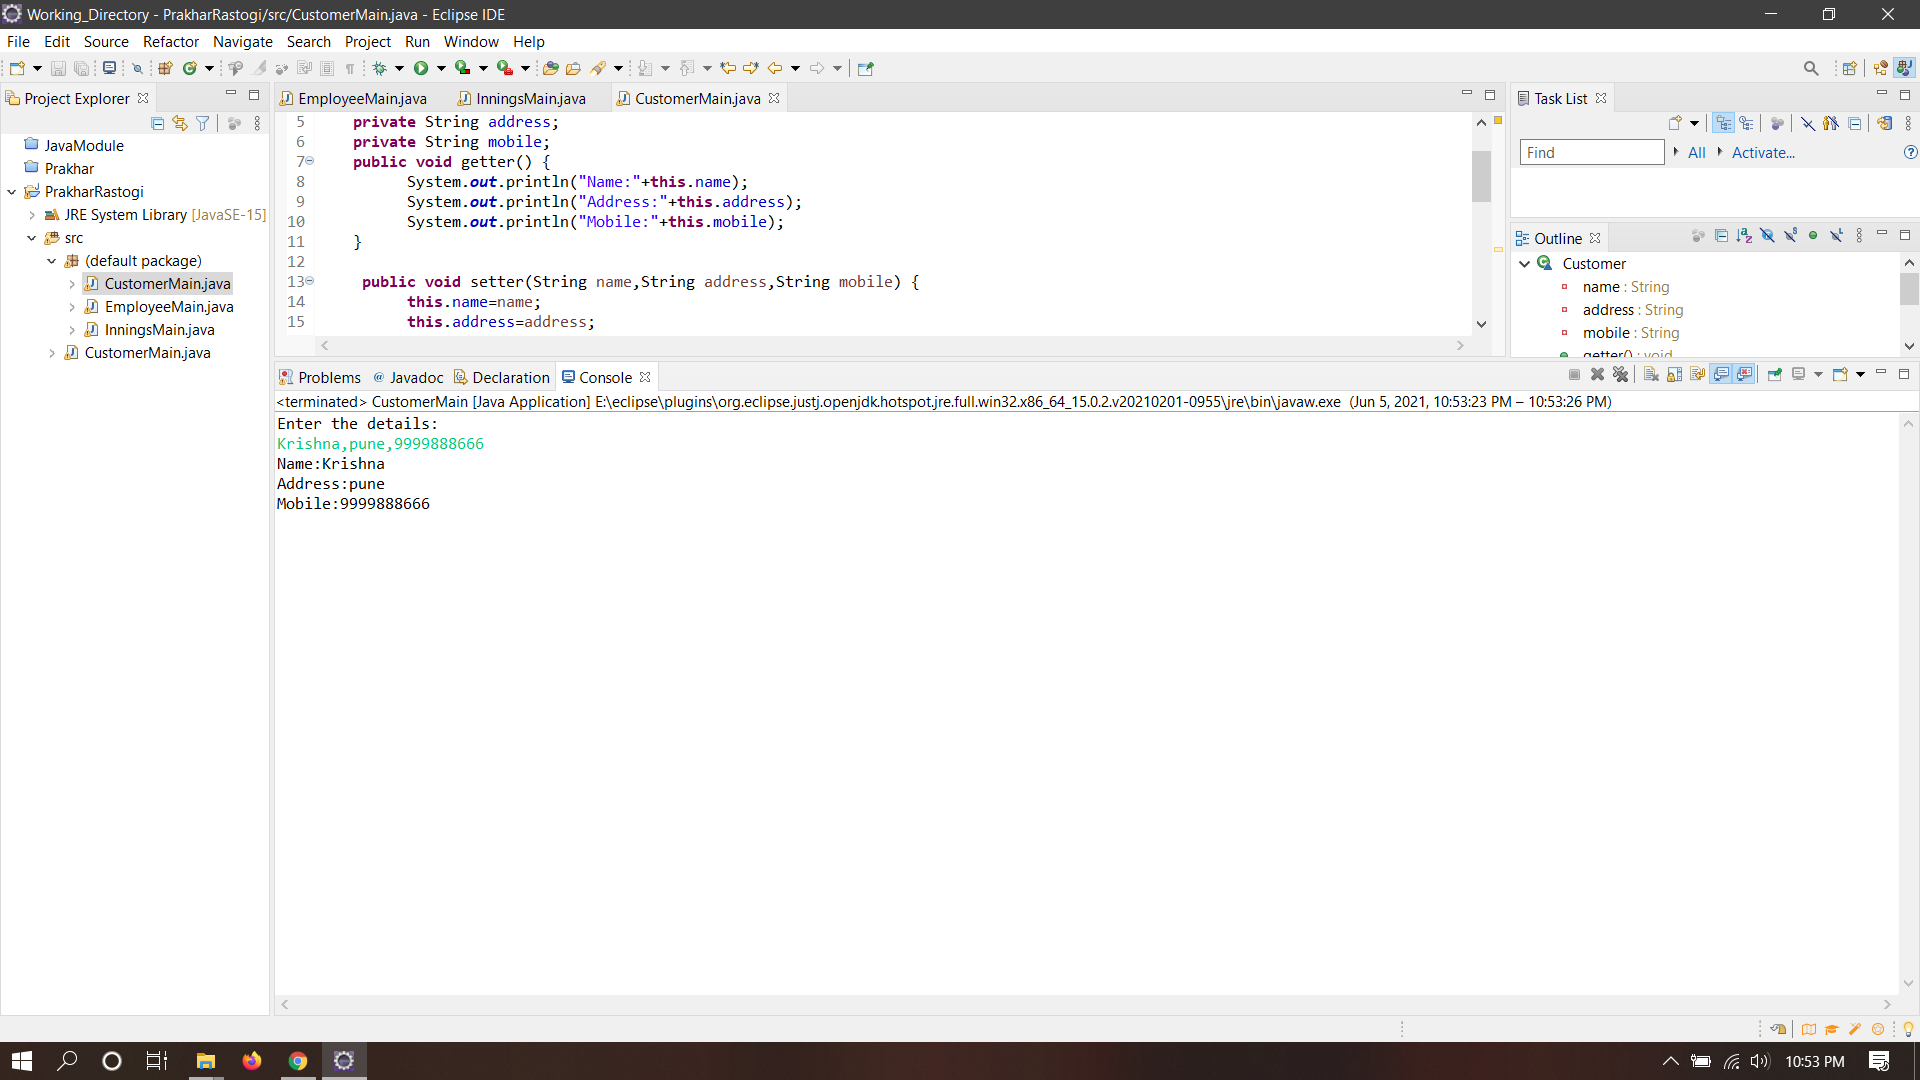 Working_Directory - PrakharRastogi/src/CustomerMain.java - Eclipse IDE
File Edit Source Refactor Navigate Search Project Run Window Help
Project Explorer
JavaModule
Prakhar
PrakharRastogi
JRE System Library [JavaSE-15]
src
(default package)
CustomerMain.java
EmployeeMain.java
InningsMain.java
CustomerMain.java
EmployeeMain.java InningsMain.java CustomerMain.java
5 private String address;
6 private String mobile;
7 public void getter() {
8 System.out.println("Name:"+this.name);
9 System.out.println("Address:"+this.address);
10 System.out.println("Mobile:"+this.mobile);
11 }
12
13 public void setter(String name,String address,String mobile) {
14 this.name=name;
15 this.address=address;
Task List
Find All Activate...
Outline
Customer
name : String
address : String
mobile : String
getter() : void
Problems @ Javadoc Declaration Console
<terminated> CustomerMain [Java Application] E:\eclipse\plugins\org.eclipse.justj.openjdk.hotspot.jre.full.win32.x86_64_15.0.2.v20210201-0955\jre\bin\javaw.exe (Jun 5, 2021, 10:53:23 PM – 10:53:26 PM)
Enter the details:
Krishna,pune,9999888666
Name:Krishna
Address:pune
Mobile:9999888666
10:53 PM